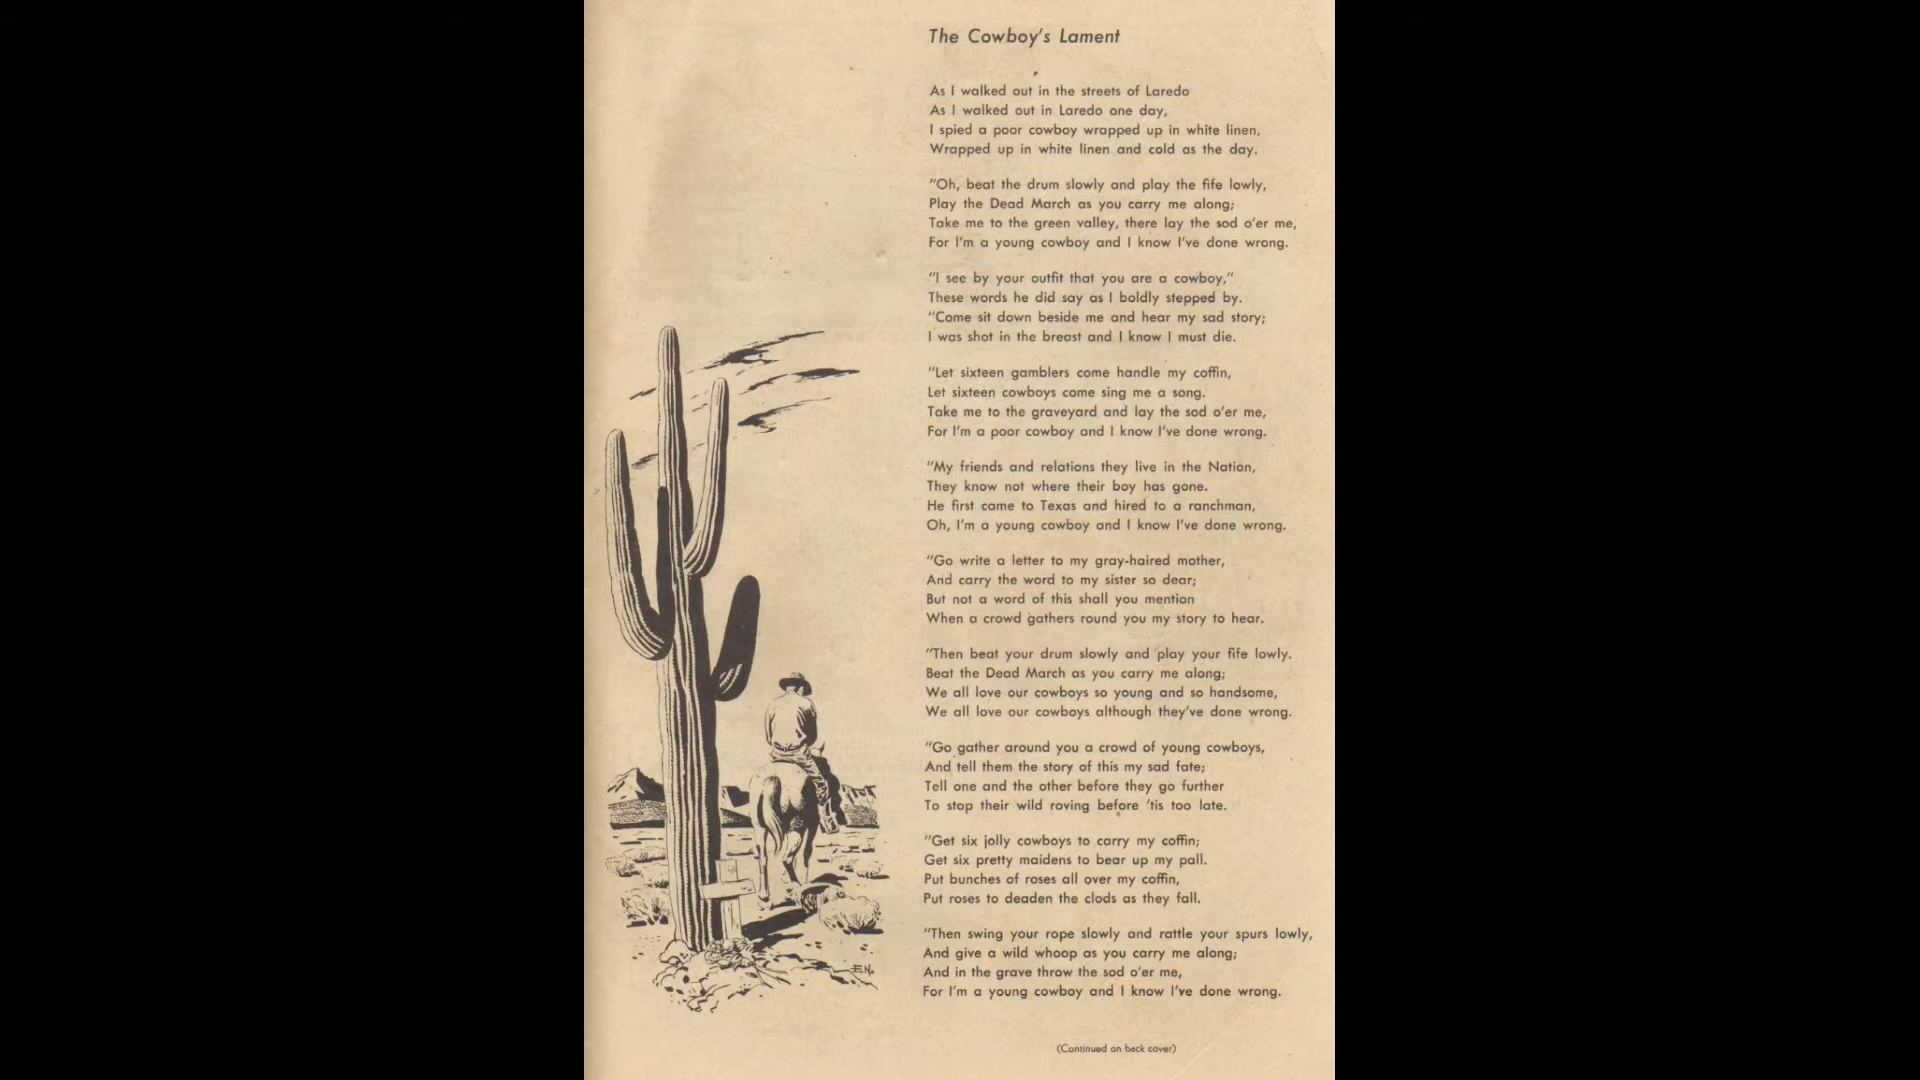 The Cowboy's Lament
As I walked out in the streets of Laredo
As I walked out in Laredo one day,
I spied a poor cowboy wrapped up in white linen,
Wrapped up in white linen and cold as the day.
"Oh, beat the drum slowly and play the fife lowly,
Play the Dead March as you carry me along;
Take me to the green valley, there lay the sod o'er me,
For I'm a young cowboy and I know I've done wrong.
"I see by your outfit that you are a cowboy,"
These words he did say as I boldly stepped by.
"Come sit down beside me and hear my sad story;
I was shot in the breast and I know I must die.
"Let sixteen gamblers come handle my coffin,
Let sixteen cowboys come sing me a song.
Take me to the graveyard and lay the sod o'er me,
For I'm a poor cowboy and I know I've done wrong.
"My friends and relations they live in the Nation,
They know not where their boy has gone.
He first came to Texas and hired to a ranchman,
Oh, I'm a young cowboy and I know I've done wrong.
"Go write a letter to my gray-haired mother,
And carry the word to my sister so dear;
But not a word of this shall you mention
When a crowd gathers round you my story to hear.
"Then beat your drum slowly and play your fife lowly.
Beat the Dead March as you carry me along;
We all love our cowboys so young and so handsome,
We all love our cowboys although they've done wrong.
"Go gather around you a crowd of young cowboys,
And tell them the story of this my sad fate;
Tell one and the other before they go further
To stop their wild roving before 'tis too late.
"Get six jolly cowboys to carry my coffin;
Get six pretty maidens to bear up my pall.
Put bunches of roses all over my coffin,
Put roses to deaden the clods as they fall.
"Then swing your rope slowly and rattle your spurs lowly,
And give a wild whoop as you carry me along;
And in the grave throw the sod o'er me,
For I'm a young cowboy and I know I've done wrong.
(Continued on back cover)